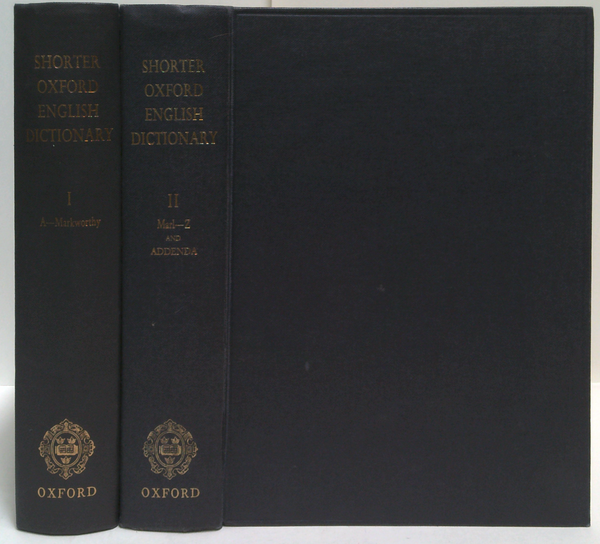 SHORTER
OXFORD
ENGLISH
DICTIONARY
I
A—Markworthy
OXFORD
SHORTER
OXFORD
ENGLISH
DICTIONARY
II
Marl—Z
AND
ADDENDA
OXFORD